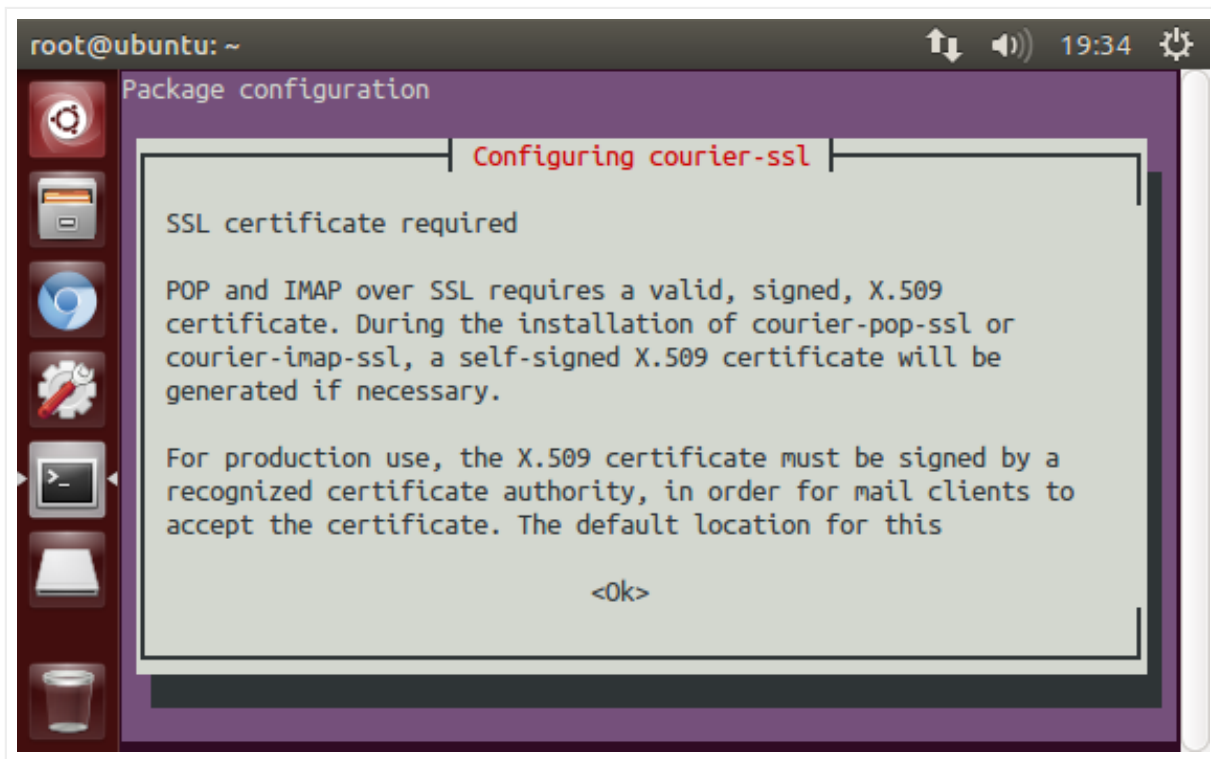 root@ubuntu: ~
19:34
Package configuration
Configuring courier-ssl
SSL certificate required
POP and IMAP over SSL requires a valid, signed, X.509
certificate. During the installation of courier-pop-ssl or
courier-imap-ssl, a self-signed X.509 certificate will be
generated if necessary.
For production use, the X.509 certificate must be signed by a
recognized certificate authority, in order for mail clients to
accept the certificate. The default location for this
<Ok>